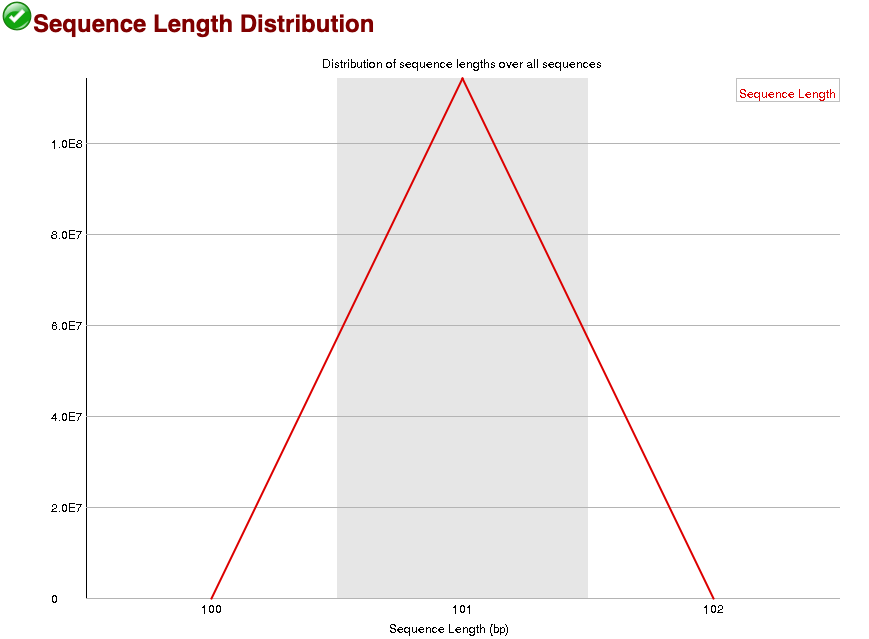 Sequence Length Distribution
Distribution of sequence lengths over all sequences
Sequence Length
1.0E8
8.0E7
6.0E7
4.0E7
2.0E7
0
100 101 102
Sequence Length (bp)